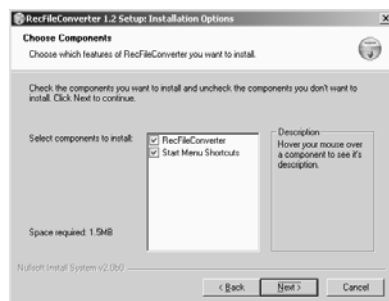 RecFileConverter 1.2 Setup: Installation Options
Choose Components
Choose which features of RecFileConverter you want to install.
Check the components you want to install and uncheck the components you don't want to
install. Click Next to continue.
Select components to install:
RecFileConverter
Start Menu Shortcuts
Description
Hover your mouse over
a component to see it's
description.
Space required: 1.5MB
Nullsoft Install System v2.0b0
< Back
Next >
Cancel